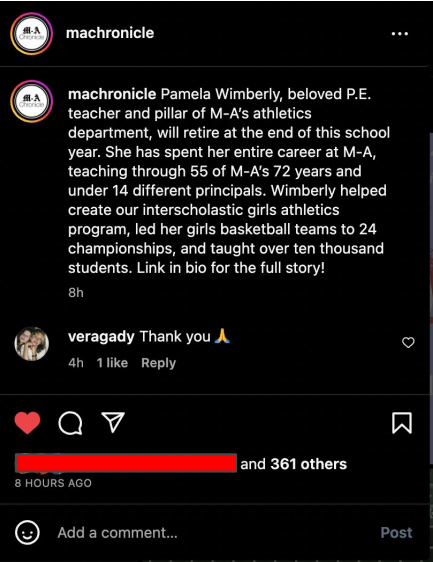 M-A
Chronicle
machronicle
M-A
Chronicle
machronicle Pamela Wimberly, beloved P.E.
teacher and pillar of M-A’s athletics
department, will retire at the end of this school
year. She has spent her entire career at M-A,
teaching through 55 of M-A’s 72 years and
under 14 different principals. Wimberly helped
create our interscholastic girls athletics
program, led her girls basketball teams to 24
championships, and taught over ten thousand
students. Link in bio for the full story!
8h
veragady Thank you 🙏
4h 1 like Reply
and 361 others
8 HOURS AGO
Add a comment...
Post